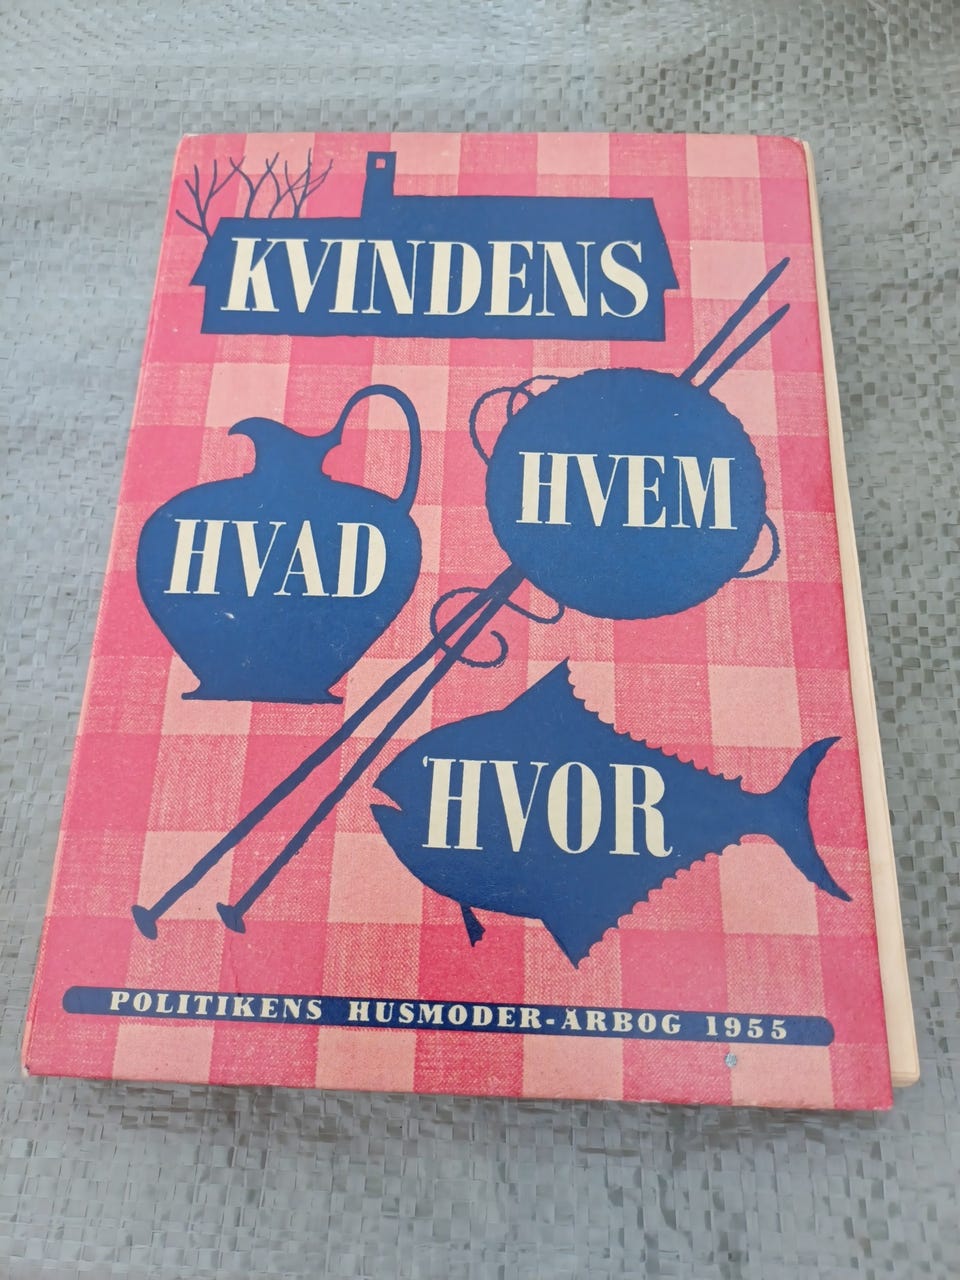 KVINDENS
HVAD
HVEM
HVOR
POLITIKENS HUSMODER-ÅRBOG 1955